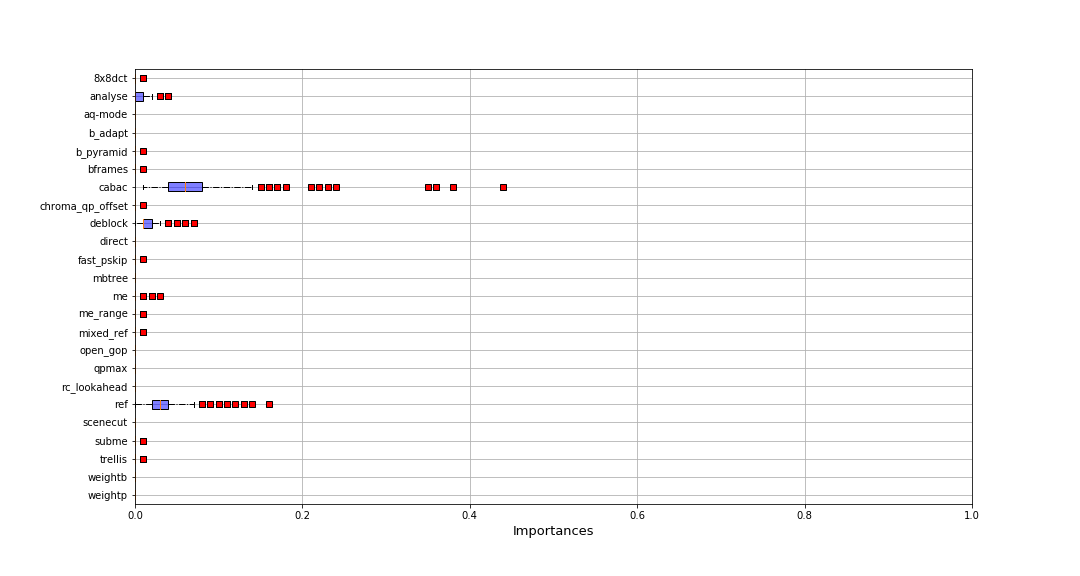 8x8dct
analyse
aq-mode
b_adapt
b_pyramid
bframes
cabac
chroma_qp_offset
deblock
direct
fast_pskip
mbtree
me
me_range
mixed_ref
open_gop
qpmax
rc_lookahead
ref
scenecut
subme
trellis
weightb
weightp
0.0 0.2 0.4 0.6 0.8 1.0
Importances